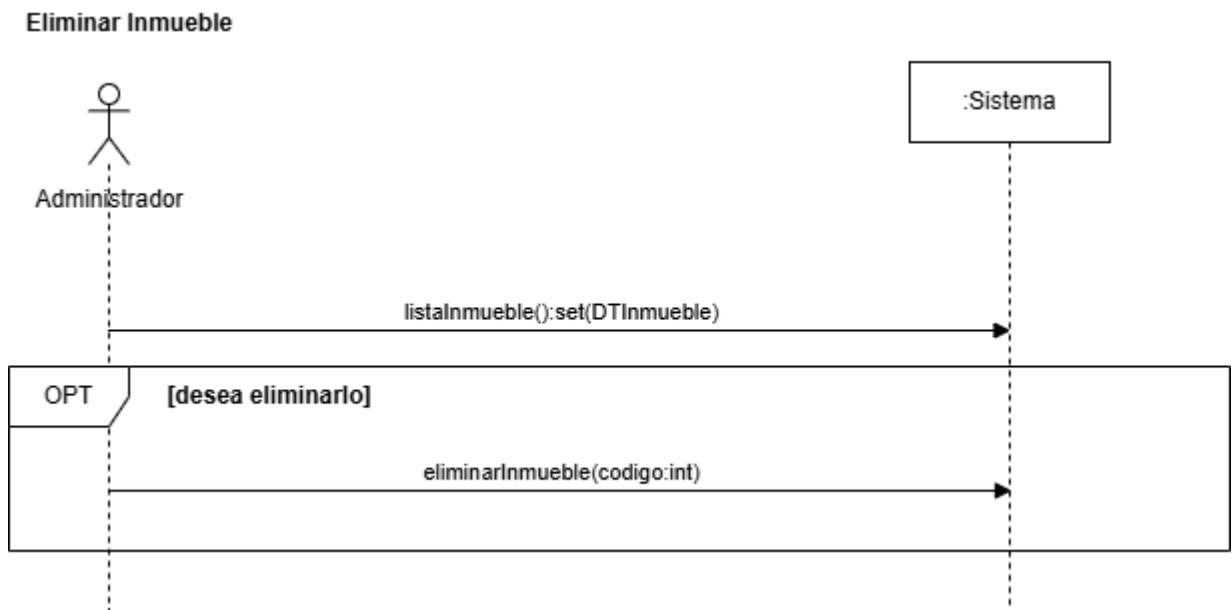 Eliminar Inmueble
:Sistema
Administrador
listaInmueble():set(DTInmueble)
OPT
[desea eliminarlo]
eliminarInmueble(codigo:int)